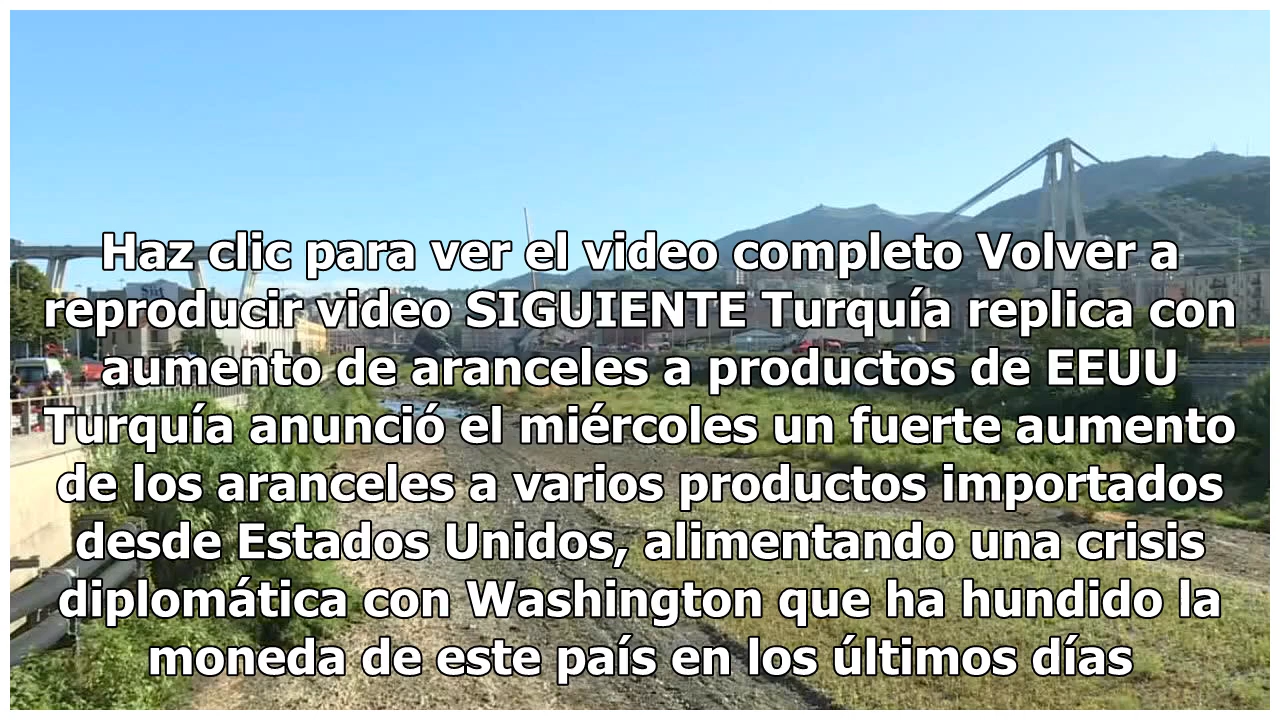 Haz clic para ver el video completo Volver a
reproducir video SIGUIENTE Turquía replica con
aumento de aranceles a productos de EEUU
Turquía anunció el miércoles un fuerte aumento
de los aranceles a varios productos importados
desde Estados Unidos, alimentando una crisis
diplomática con Washington que ha hundido la
moneda de este país en los últimos días